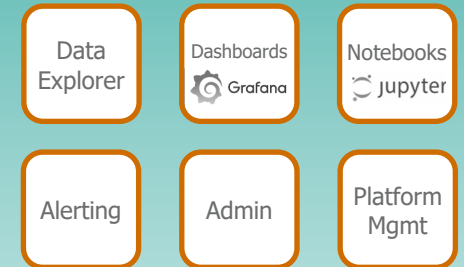 Data
Explorer
Dashboards
Grafana
Notebooks
Jupyter
Alerting
Admin
Platform
Mgmt